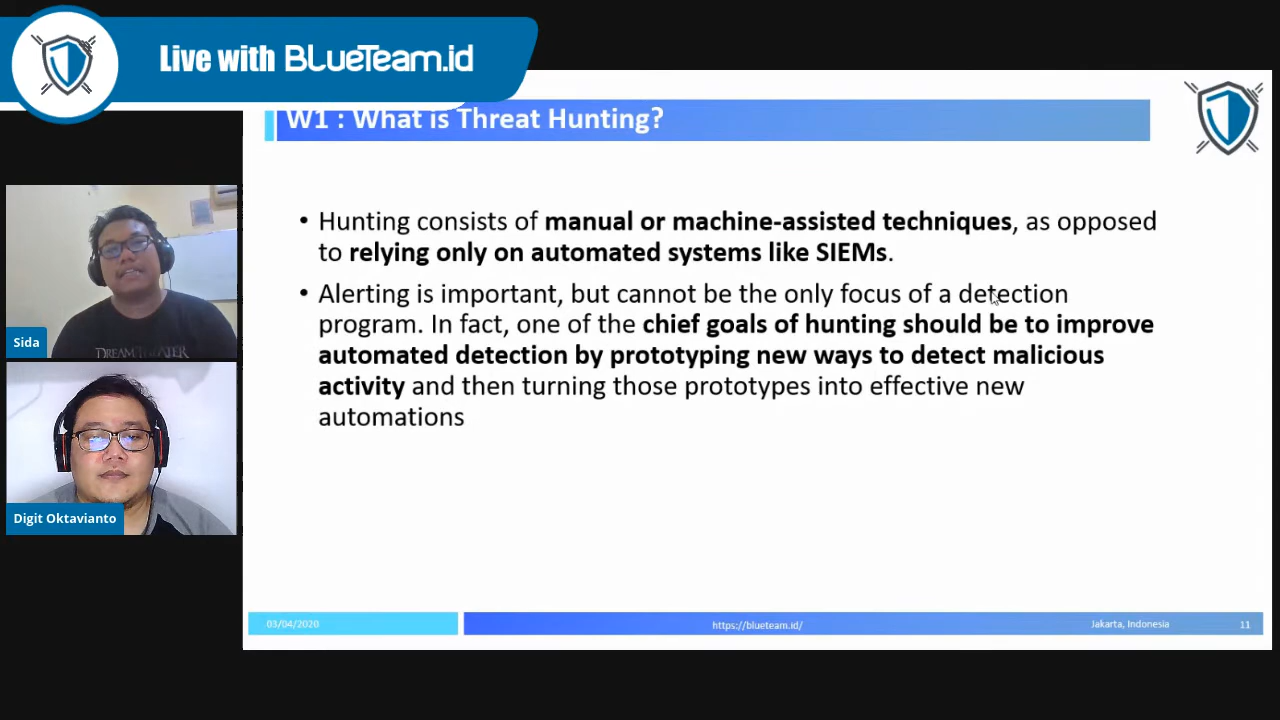 Live with BLueTeam.id
W1 : What is Threat Hunting?
• Hunting consists of manual or machine-assisted techniques, as opposed
to relying only on automated systems like SIEMs.
• Alerting is important, but cannot be the only focus of a detection
program. In fact, one of the chief goals of hunting should be to improve
automated detection by prototyping new ways to detect malicious
activity and then turning those prototypes into effective new
automations
DREAM THEATER
Sida
Digit Oktavianto
03/04/2020
https://blueteam.id/
Jakarta, Indonesia
11